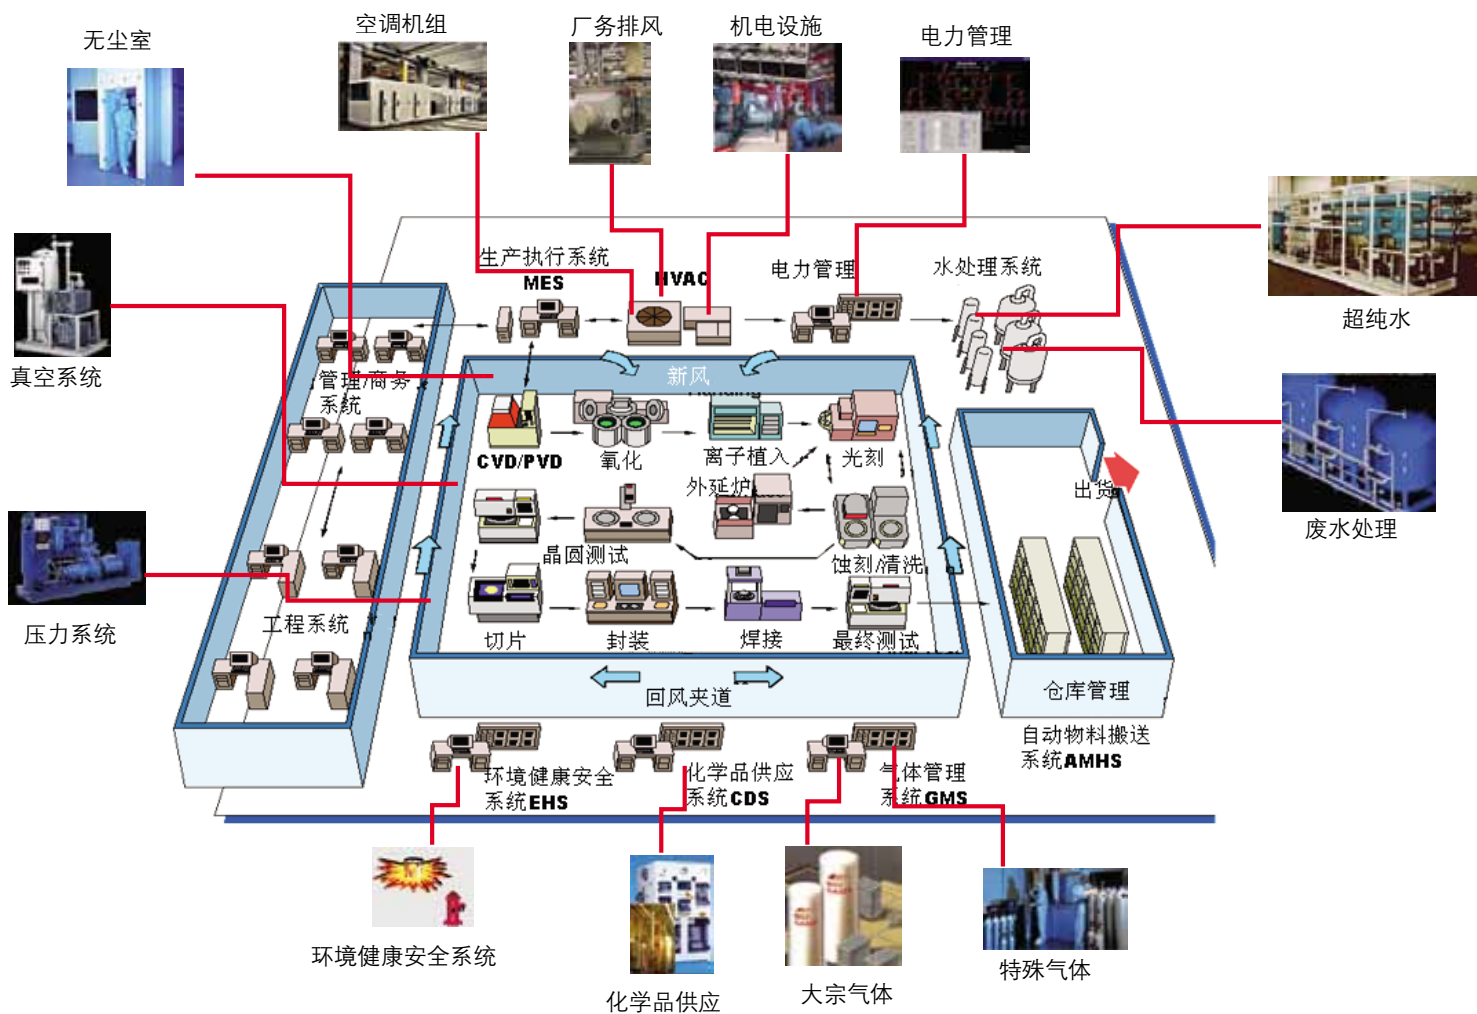 无尘室
空调机组
厂务排风
机电设施
电力管理
生产执行系统
MES
HVAC
电力管理
水处理系统
超纯水
真空系统
管理/商务
系统
新风
CVD/PVD
氧化
离子植入
光刻
外延炉
晶圆测试
蚀刻/清洗
出货
废水处理
压力系统
工程系统
切片
封装
焊接
最终测试
回风夹道
仓库管理
自动物料搬送
系统AMHS
环境健康安全
系统EHS
化学品供应
系统CDS
气体管理
系统GMS
环境健康安全系统
化学品供应
大宗气体
特殊气体